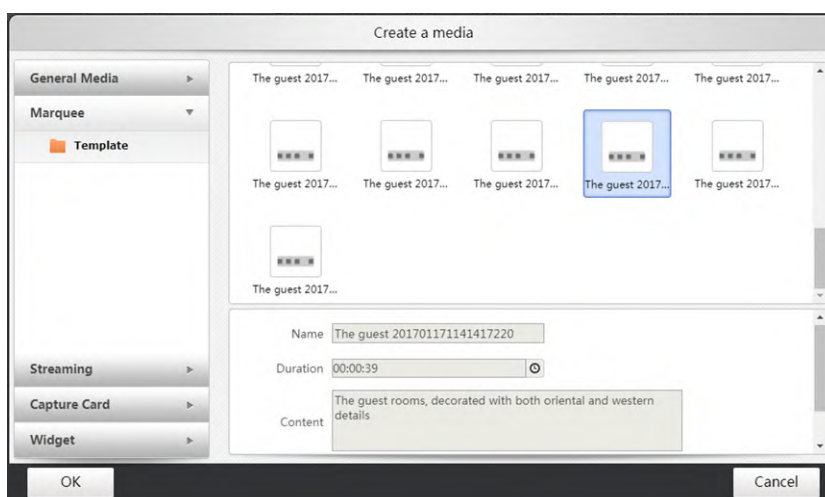 Create a media
General Media
Marquee
Template
Streaming
Capture Card
Widget
The guest 2017... The guest 2017... The guest 2017... The guest 2017... The guest 2017...
The guest 2017... The guest 2017... The guest 2017... The guest 2017... The guest 2017...
The guest 2017...
Name The guest 201701171141417220
Duration 00:00:39
Content The guest rooms, decorated with both oriental and western
details
OK Cancel